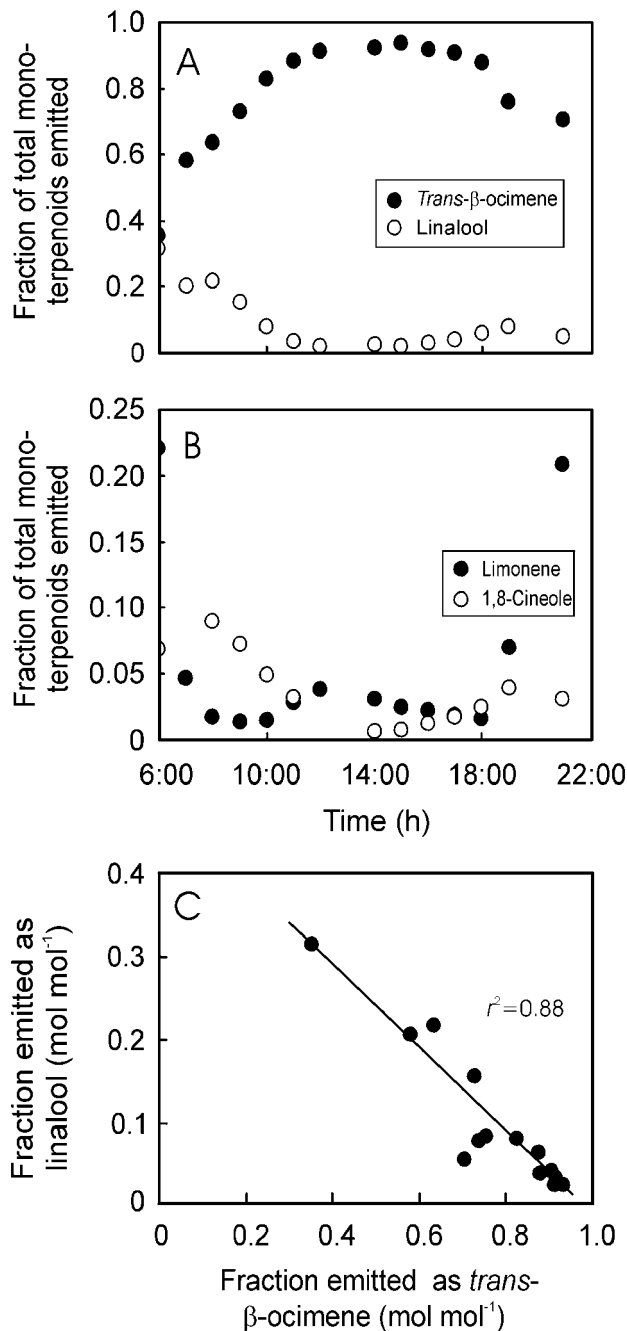 A
Fraction of total mono-
terpenoids emitted
1.0
0.8
0.6
0.4
0.2
0
Trans-β-ocimene
Linalool
B
Fraction of total mono-
terpenoids emitted
0.25
0.20
0.15
0.10
0.05
0
Limonene
1,8-Cineole
6:00 10:00 14:00 18:00 22:00
Time (h)
C
Fraction emitted as
linalool (mol mol⁻¹)
0.4
0.3
0.2
0.1
0
r²=0.88
0 0.2 0.4 0.6 0.8 1.0
Fraction emitted as trans-
β-ocimene (mol mol⁻¹)